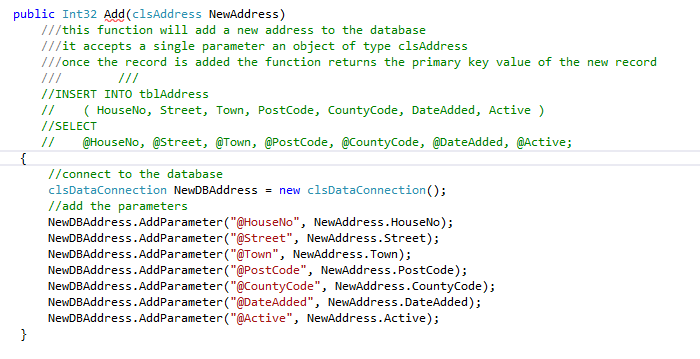 public Int32 Add(clsAddress NewAddress)
///this function will add a new address to the database
///it accepts a single parameter an object of type clsAddress
///once the record is added the function returns the primary key value of the new record
///        ///
//INSERT INTO tblAddress
//    ( HouseNo, Street, Town, PostCode, CountyCode, DateAdded, Active )
//SELECT
//    @HouseNo, @Street, @Town, @PostCode, @CountyCode, @DateAdded, @Active;
{
//connect to the database
clsDataConnection NewDBAddress = new clsDataConnection();
//add the parameters
NewDBAddress.AddParameter("@HouseNo", NewAddress.HouseNo);
NewDBAddress.AddParameter("@Street", NewAddress.Street);
NewDBAddress.AddParameter("@Town", NewAddress.Town);
NewDBAddress.AddParameter("@PostCode", NewAddress.PostCode);
NewDBAddress.AddParameter("@CountyCode", NewAddress.CountyCode);
NewDBAddress.AddParameter("@DateAdded", NewAddress.DateAdded);
NewDBAddress.AddParameter("@Active", NewAddress.Active);
}